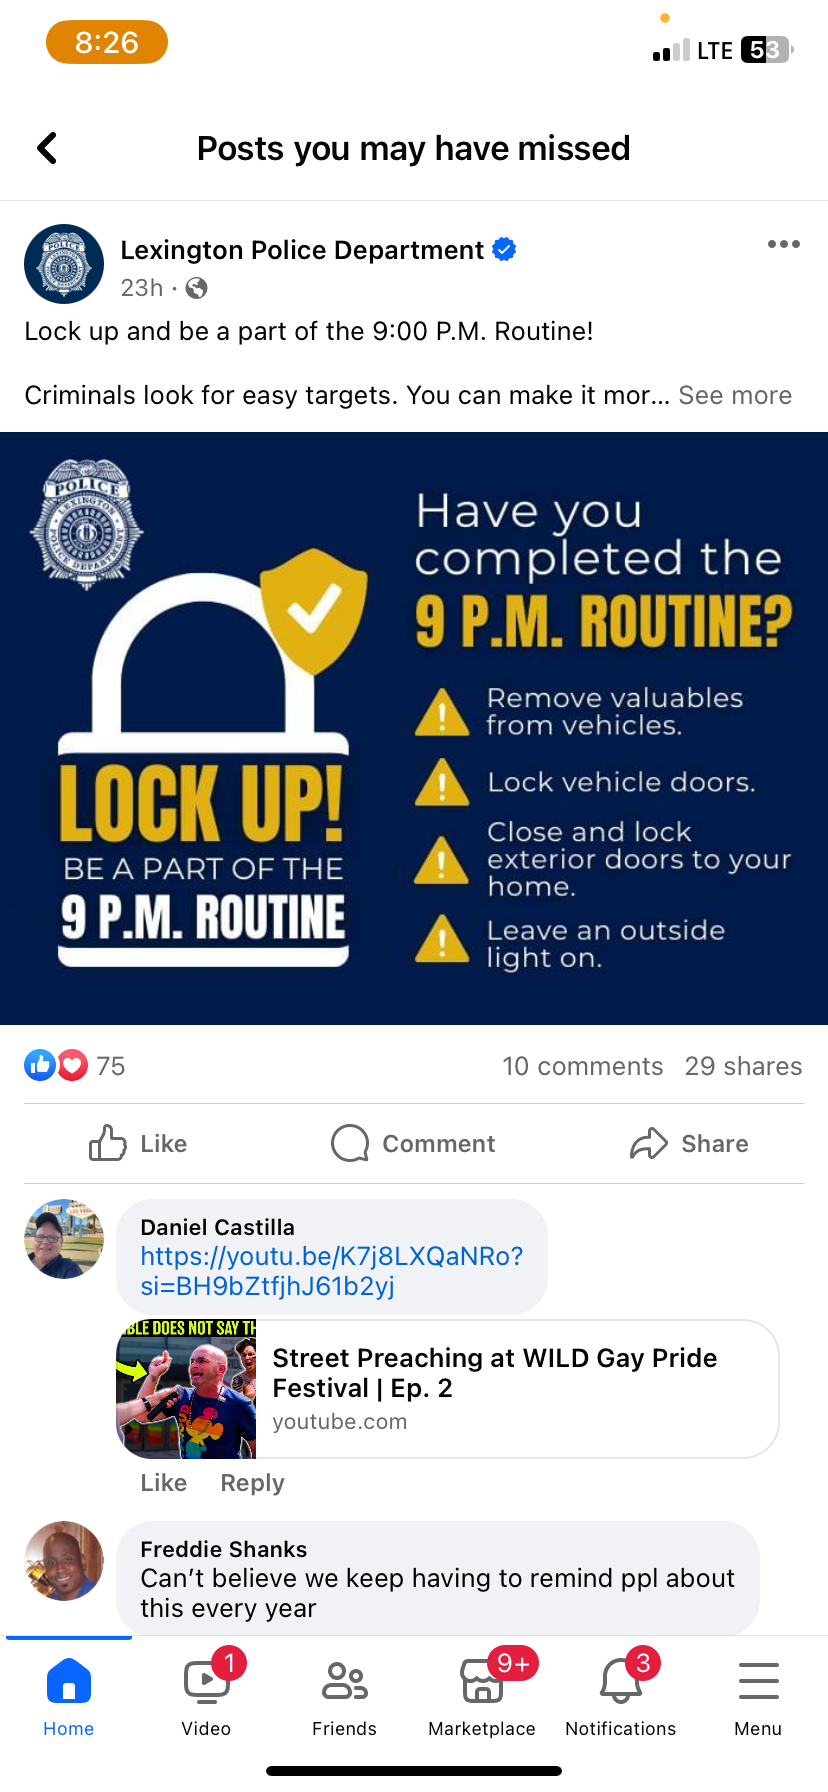 8:26
LTE 53
Posts you may have missed
Lexington Police Department
23h ·
Lock up and be a part of the 9:00 P.M. Routine!
Criminals look for easy targets. You can make it mor... See more
POLICE
LEXINGTON
POLICE DEPARTMENT
Have you
completed the
9 P.M. ROUTINE?
Remove valuables
from vehicles.
Lock vehicle doors.
Close and lock
exterior doors to your
home.
Leave an outside
light on.
LOCK UP!
BE A PART OF THE
9 P.M. ROUTINE
75
10 comments 29 shares
Like
Comment
Share
Daniel Castilla
https://youtu.be/K7j8LXQaNRo?
si=BH9bZtfjhJ61b2yj
BLE DOES NOT SAY TH
Street Preaching at WILD Gay Pride
Festival | Ep. 2
youtube.com
Like Reply
Freddie Shanks
Can't believe we keep having to remind ppl about
this every year
1
9+
3
Home
Video
Friends
Marketplace
Notifications
Menu